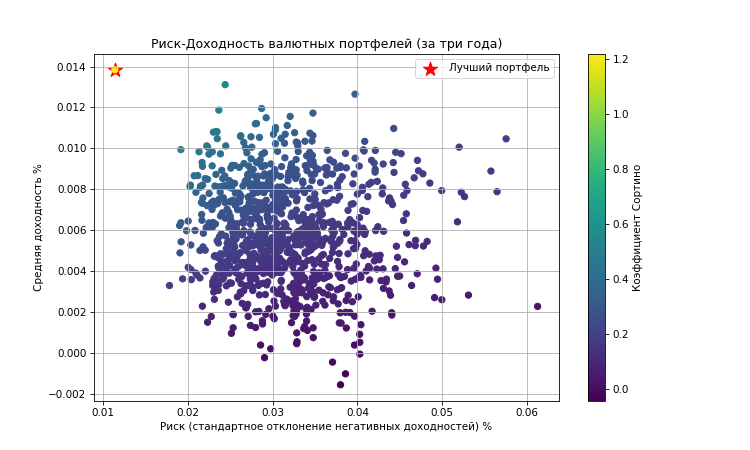 Риск-Доходность валютных портфелей (за три года)
Лучший портфель
Средняя доходность %
0.014
0.012
0.010
0.008
0.006
0.004
0.002
0.000
−0.002
0.01 0.02 0.03 0.04 0.05 0.06
Риск (стандартное отклонение негативных доходностей) %
1.2
1.0
0.8
0.6
0.4
0.2
0.0
Коэффициент Сортино